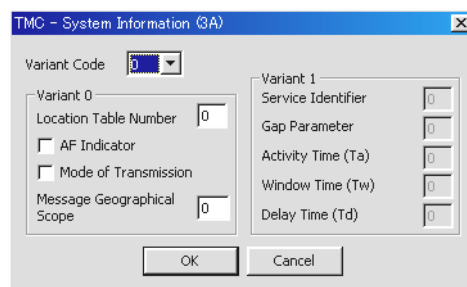 TMC - System Information (3A)
Variant Code 0
Variant 0
Location Table Number 0
AF Indicator
Mode of Transmission
Message Geographical
Scope 0
Variant 1
Service Identifier 0
Gap Parameter 0
Activity Time (Ta) 0
Window Time (Tw) 0
Delay Time (Td) 0
OK Cancel